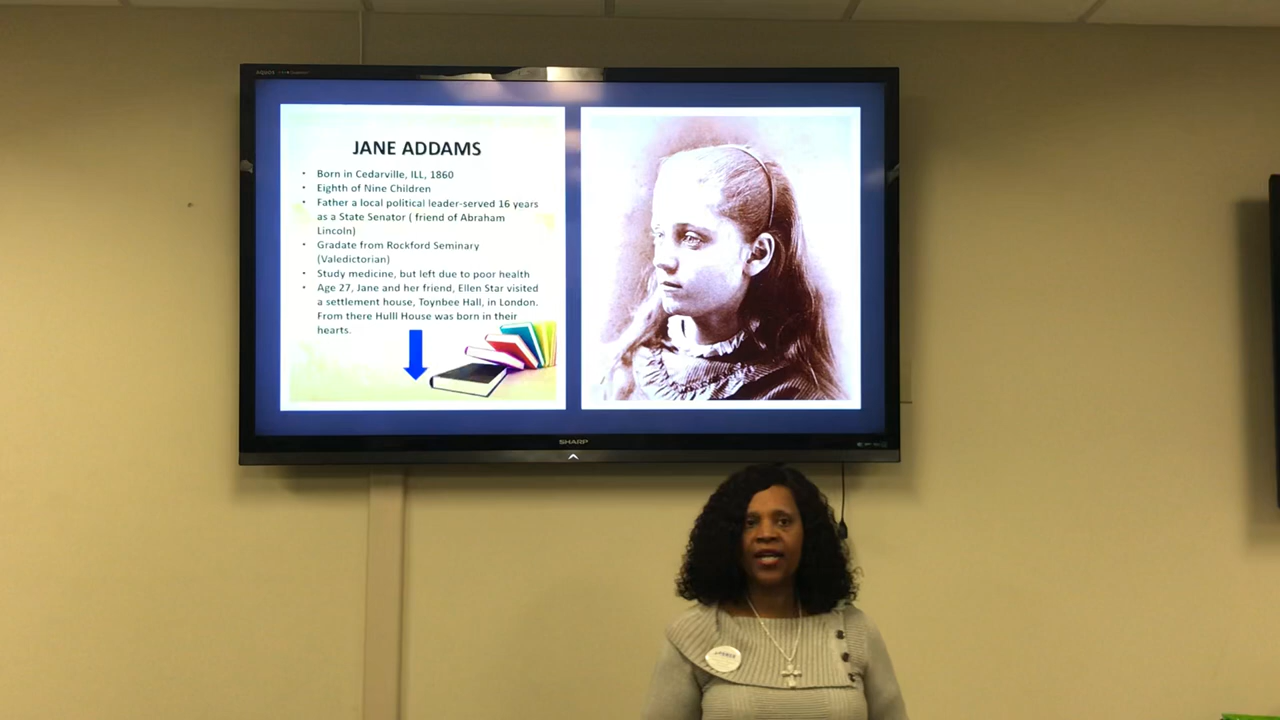 AQUOS
JANE ADDAMS
• Born in Cedarville, ILL, 1860
• Eighth of Nine Children
• Father a local political leader-served 16 years
as a State Senator ( friend of Abraham
Lincoln)
• Gradate from Rockford Seminary
(Valedictorian)
• Study medicine, but left due to poor health
• Age 27, Jane and her friend, Ellen Star visited
a settlement house, Toynbee Hall, in London.
From there Hulll House was born in their
hearts.
SHARP